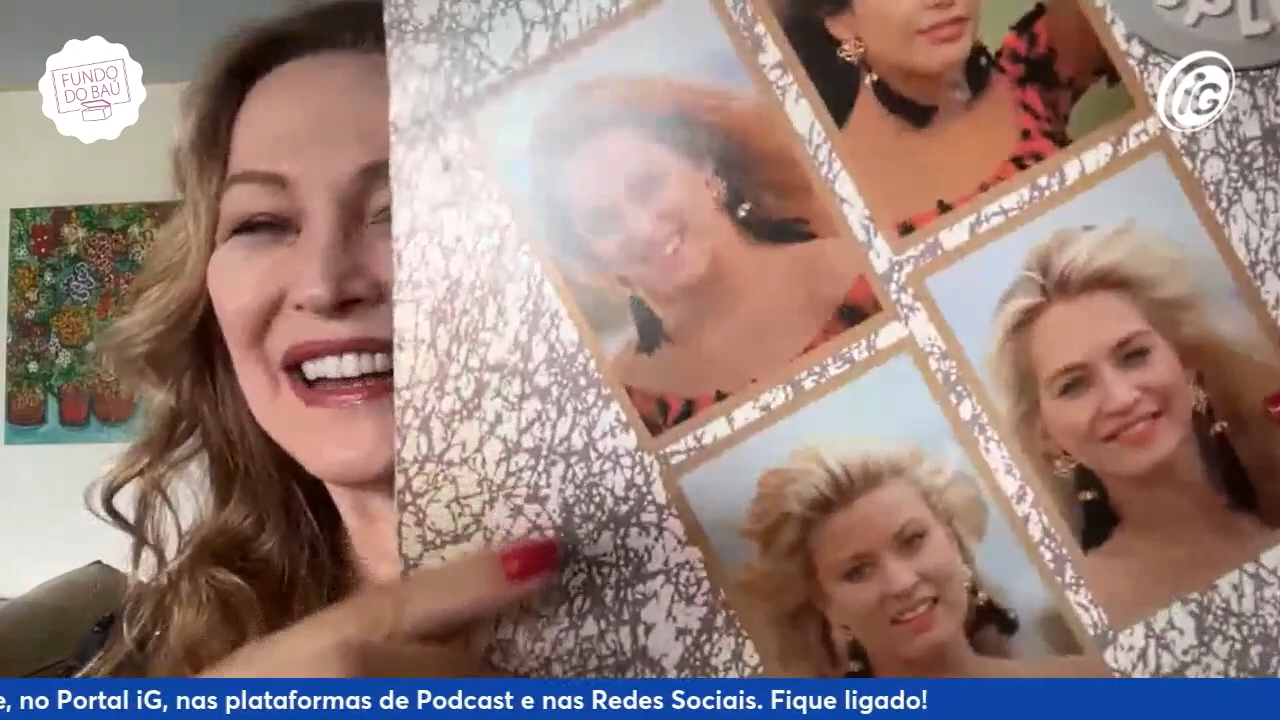 FUNDO
DO BAÚ
iG
e, no Portal iG, nas plataformas de Podcast e nas Redes Sociais. Fique ligado!